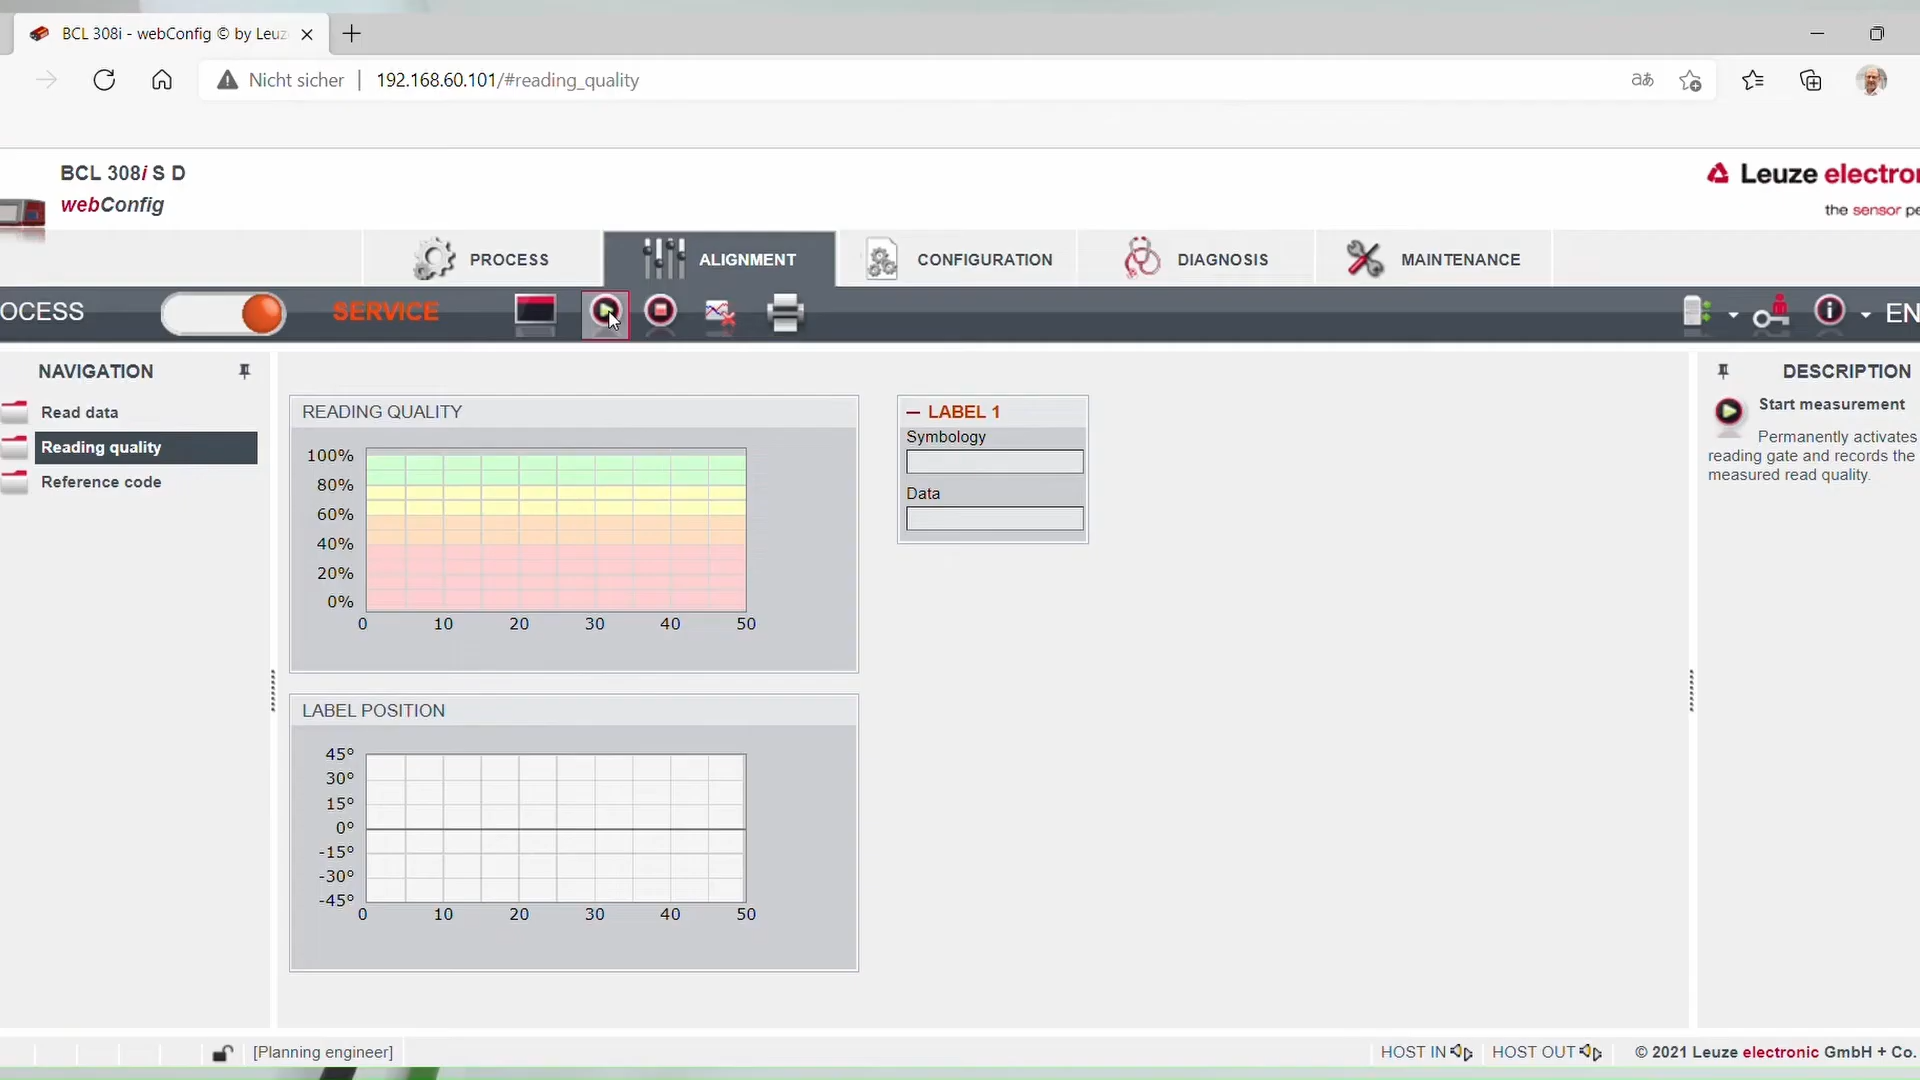 BCL 308i - webConfig © by Leuz
Nicht sicher
192.168.60.101/#reading_quality
BCL 308i S D
webConfig
Leuze electro
the sensor pe
PROCESS
ALIGNMENT
CONFIGURATION
DIAGNOSIS
MAINTENANCE
OCESS
SERVICE
EN
NAVIGATION
Read data
Reading quality
Reference code
READING QUALITY
100%
80%
60%
40%
20%
0%
0 10 20 30 40 50
LABEL POSITION
45°
30°
15°
0°
-15°
-30°
-45°
0 10 20 30 40 50
LABEL 1
Symbology
Data
DESCRIPTION
Start measurement
Permanently activates
reading gate and records the
measured read quality.
[Planning engineer]
HOST IN
HOST OUT
© 2021 Leuze electronic GmbH + Co.